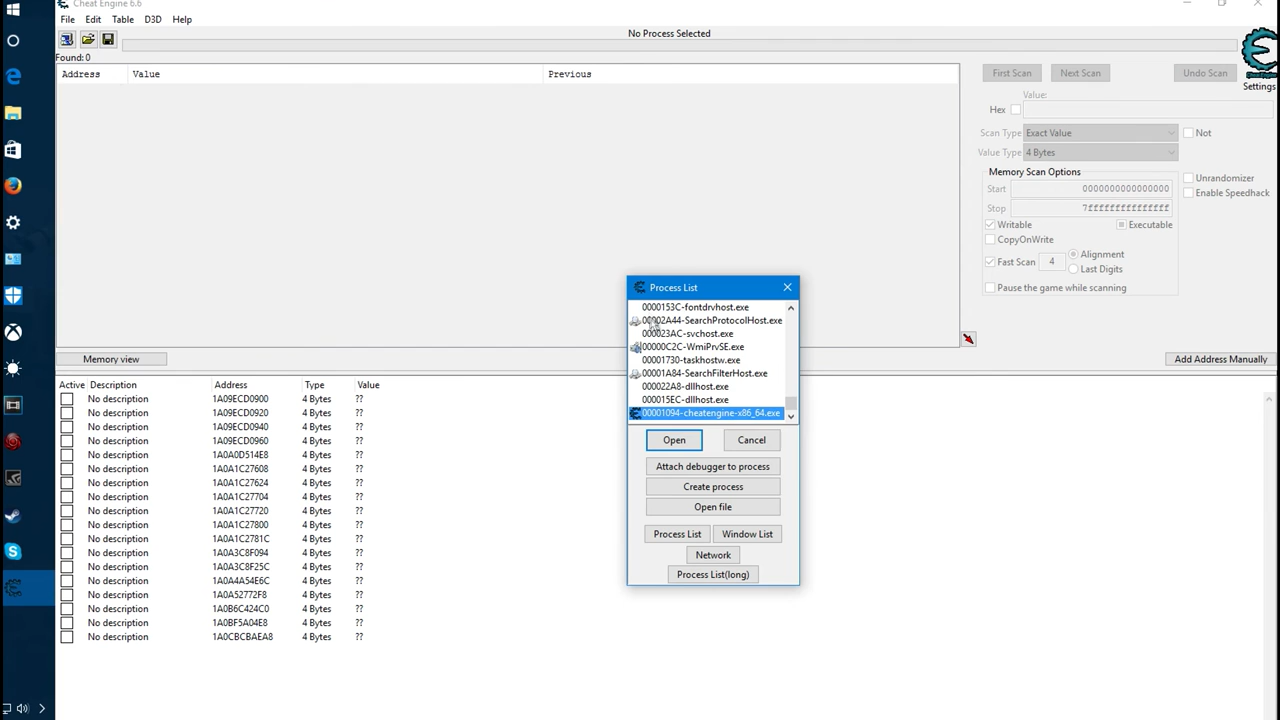 Cheat Engine 6.6
File Edit Table D3D Help
No Process Selected
Found: 0
Address Value Previous
First Scan Next Scan Undo Scan
Settings
Value:
Hex
Scan Type Exact Value Not
Value Type 4 Bytes
Memory Scan Options
Start 0000000000000000
Stop 7fffffffffffffff
Unrandomizer
Enable Speedhack
Writable Executable
CopyOnWrite
Fast Scan 4 Alignment
Last Digits
Pause the game while scanning
Memory view
Add Address Manually
Process List
0000153C-fontdrvhost.exe
00002A44-SearchProtocolHost.exe
000023AC-svchost.exe
00000C2C-WmiPrvSE.exe
00001730-taskhostw.exe
00001A84-SearchFilterHost.exe
000022A8-dllhost.exe
000015EC-dllhost.exe
00001094-cheatengine-x86_64.exe
Open Cancel
Attach debugger to process
Create process
Open file
Process List Window List
Network
Process List(long)
Active Description Address Type Value
No description 1A09ECD0900 4 Bytes ??
No description 1A09ECD0920 4 Bytes ??
No description 1A09ECD0940 4 Bytes ??
No description 1A09ECD0960 4 Bytes ??
No description 1A0A0D514E8 4 Bytes ??
No description 1A0A1C27608 4 Bytes ??
No description 1A0A1C27624 4 Bytes ??
No description 1A0A1C27704 4 Bytes ??
No description 1A0A1C27720 4 Bytes ??
No description 1A0A1C27800 4 Bytes ??
No description 1A0A1C2781C 4 Bytes ??
No description 1A0A3C8F094 4 Bytes ??
No description 1A0A3C8F25C 4 Bytes ??
No description 1A0A4A54E6C 4 Bytes ??
No description 1A0A52772F8 4 Bytes ??
No description 1A0B6C424C0 4 Bytes ??
No description 1A0BF5A04E8 4 Bytes ??
No description 1A0CBCBAEA8 4 Bytes ??